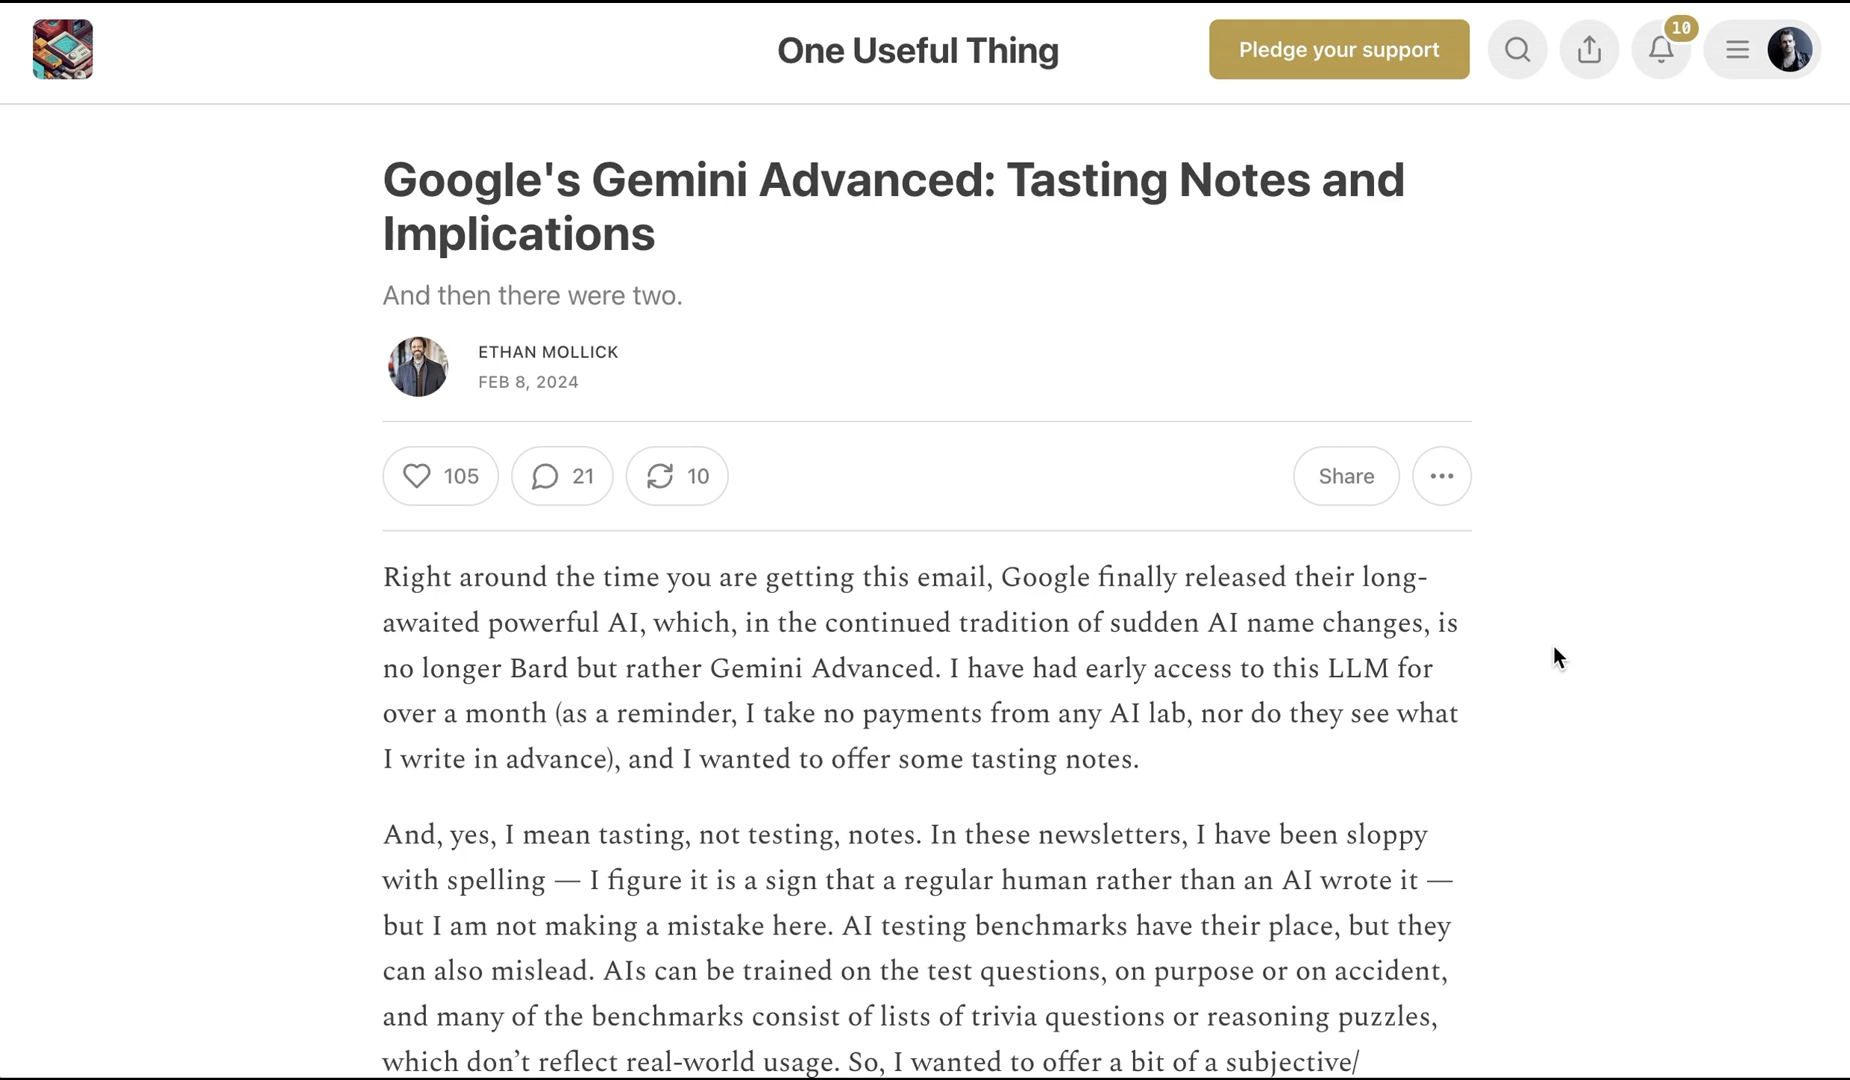 One Useful Thing
Pledge your support
10
Google's Gemini Advanced: Tasting Notes and
Implications
And then there were two.
ETHAN MOLLICK
FEB 8, 2024
105
21
10
Share
Right around the time you are getting this email, Google finally released their long-
awaited powerful AI, which, in the continued tradition of sudden AI name changes, is
no longer Bard but rather Gemini Advanced. I have had early access to this LLM for
over a month (as a reminder, I take no payments from any AI lab, nor do they see what
I write in advance), and I wanted to offer some tasting notes.
And, yes, I mean tasting, not testing, notes. In these newsletters, I have been sloppy
with spelling — I figure it is a sign that a regular human rather than an AI wrote it —
but I am not making a mistake here. AI testing benchmarks have their place, but they
can also mislead. AIs can be trained on the test questions, on purpose or on accident,
and many of the benchmarks consist of lists of trivia questions or reasoning puzzles,
which don’t reflect real-world usage. So, I wanted to offer a bit of a subjective/